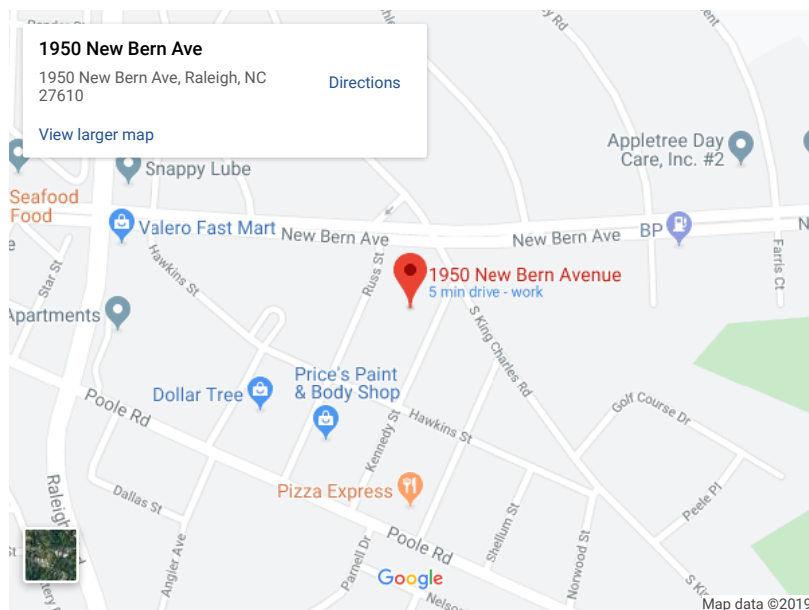 1950 New Bern Ave
1950 New Bern Ave, Raleigh, NC
27610
Directions
View larger map
Snappy Lube
Appletree Day
Care, Inc. #2
Seafood
Food
Valero Fast Mart
New Bern Ave
New Bern Ave
BP
N
e
Star St
Hawkins St
Russ St
Farris Ct
1950 New Bern Avenue
5 min drive - work
Apartments
S King Charles Rd
Price's Paint
& Body Shop
Dollar Tree
Poole Rd
Golf Course Dr
Hawkins St
Kennedy St
Pizza Express
Dallas St
Peele Pl
Raleigh
Angier Ave
Parnell Dr
Poole Rd
Shellum St
Norwood St
Google
Map data ©2019